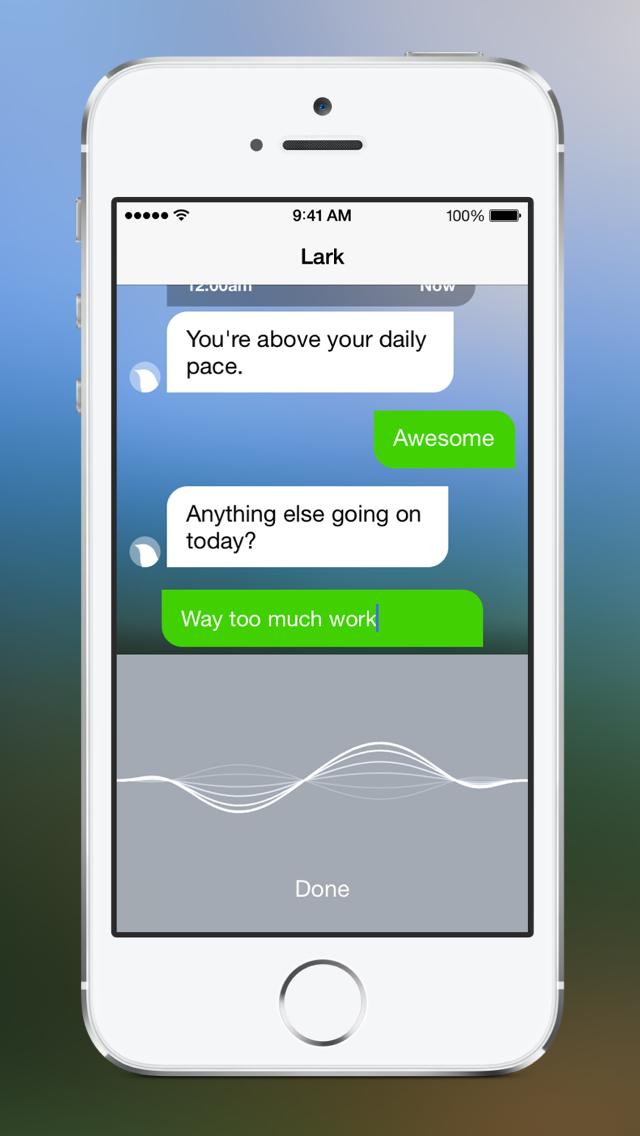 9:41 AM
100%
Lark
12:00am
Now
You're above your daily
pace.
Awesome
Anything else going on
today?
Way too much work
Done